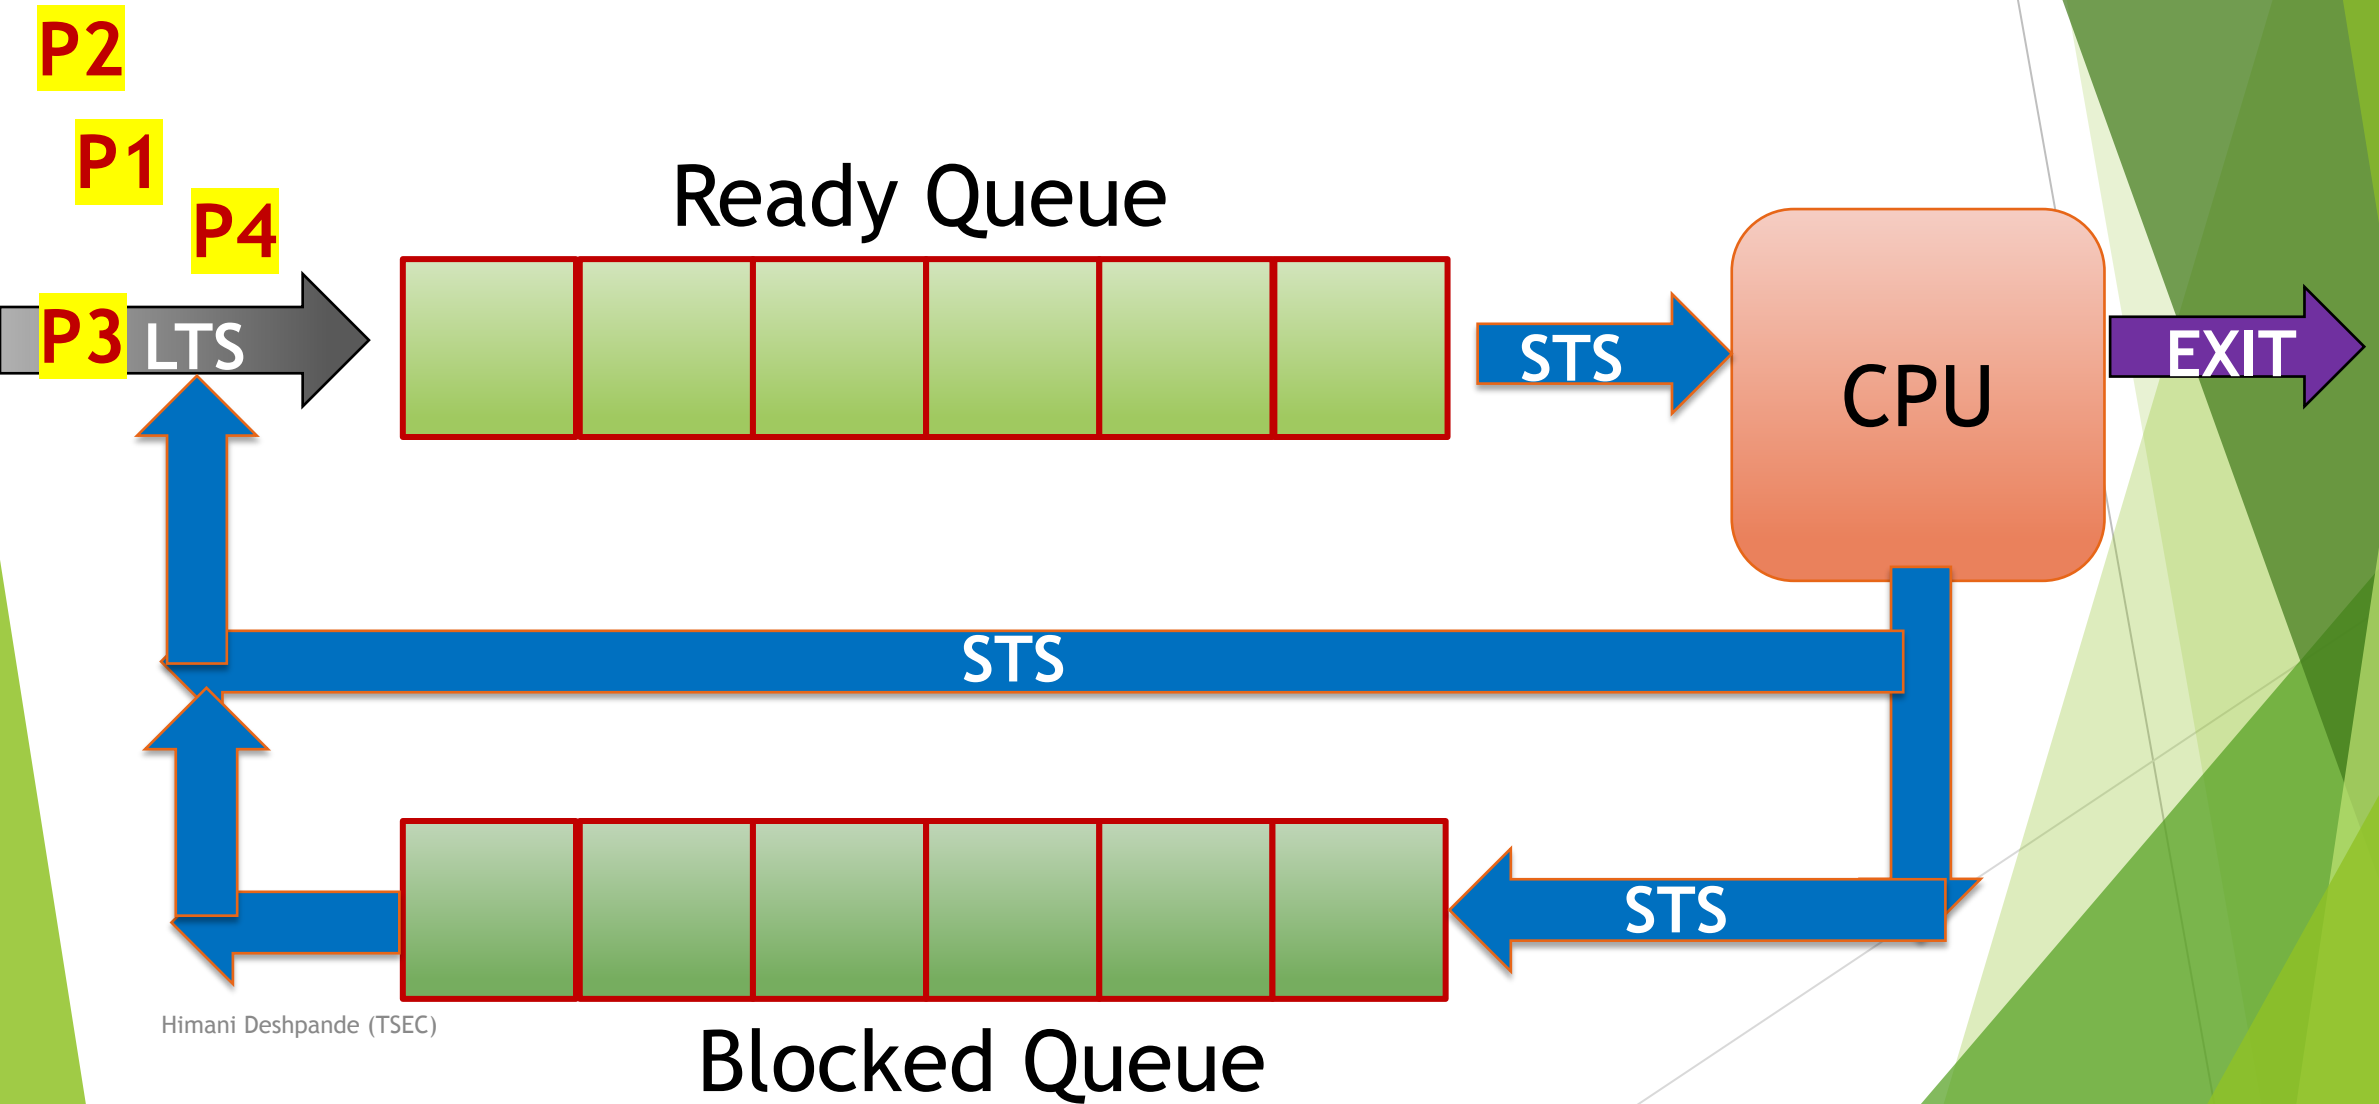 P2
P1
P4
Ready Queue
P3
LTS
STS
CPU
EXIT
STS
STS
Himani Deshpande (TSEC)
Blocked Queue